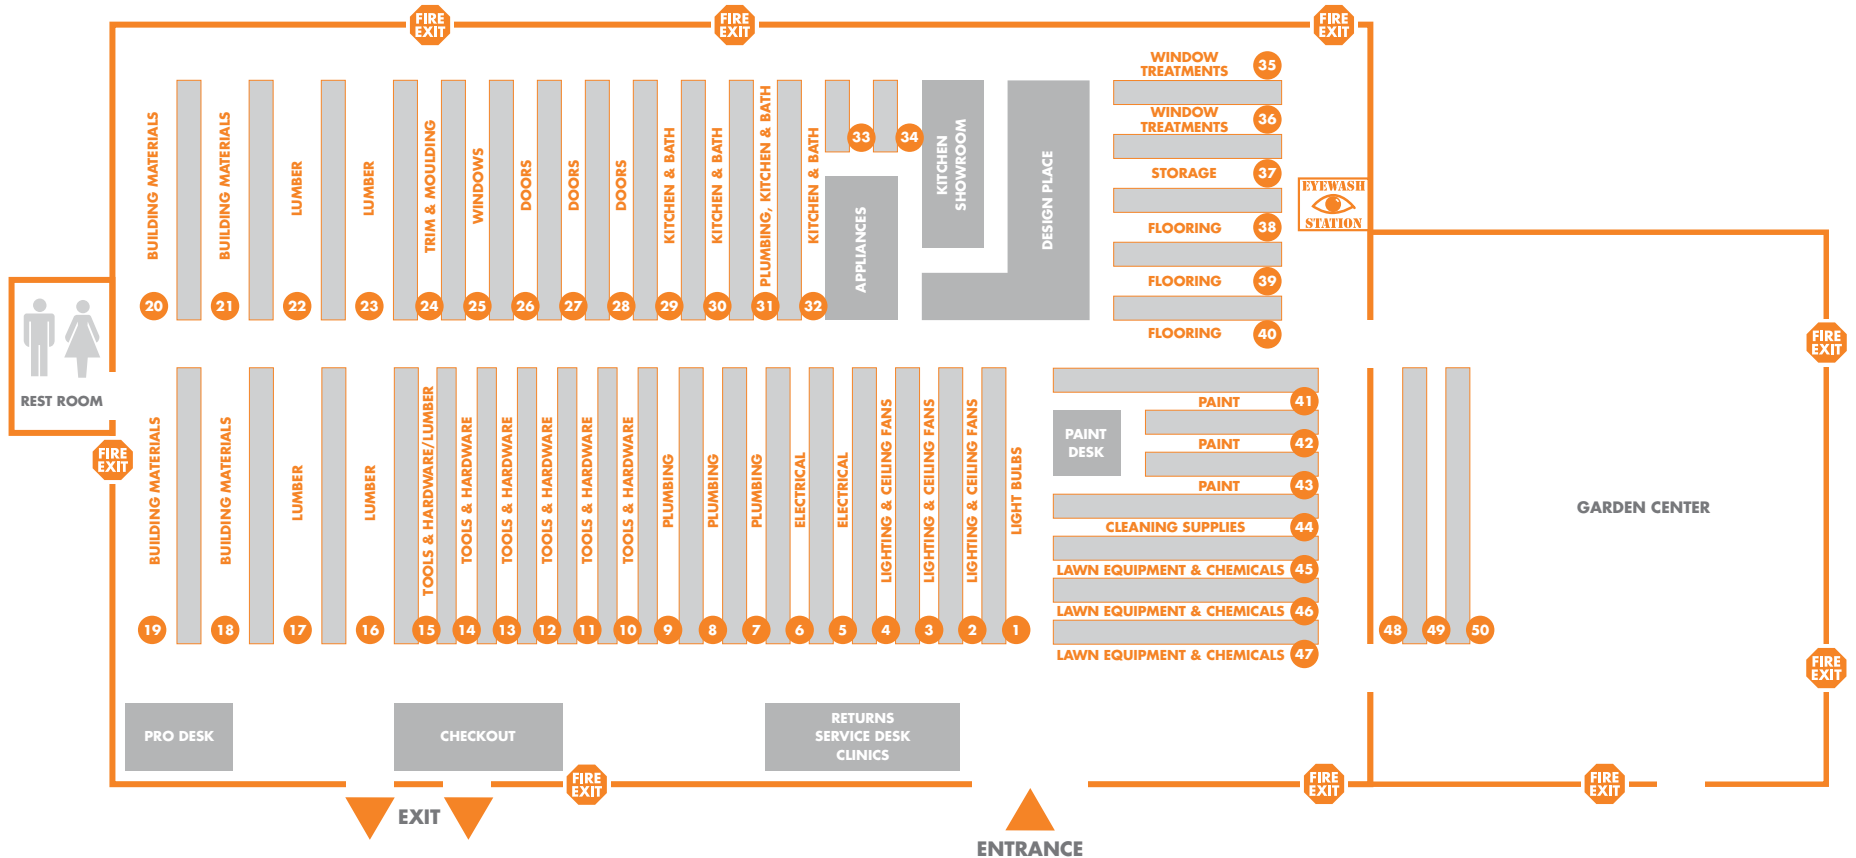 FIRE
EXIT
FIRE
EXIT
FIRE
EXIT
BUILDING MATERIALS
20
BUILDING MATERIALS
21
LUMBER
22
LUMBER
23
TRIM & MOULDING
24
WINDOWS
25
DOORS
26
DOORS
27
DOORS
28
KITCHEN & BATH
29
KITCHEN & BATH
30
PLUMBING, KITCHEN & BATH
31
KITCHEN & BATH
32
33
34
APPLIANCES
KITCHEN
SHOWROOM
DESIGN PLACE
WINDOW
TREATMENTS
35
WINDOW
TREATMENTS
36
STORAGE 37
FLOORING 38
FLOORING 39
FLOORING 40
EYEWASH
STATION
REST ROOM
FIRE
EXIT
FIRE
EXIT
BUILDING MATERIALS
19
BUILDING MATERIALS
18
LUMBER
17
LUMBER
16
TOOLS & HARDWARE/LUMBER
15
TOOLS & HARDWARE
14
TOOLS & HARDWARE
13
TOOLS & HARDWARE
12
TOOLS & HARDWARE
11
TOOLS & HARDWARE
10
PLUMBING
9
PLUMBING
8
PLUMBING
7
ELECTRICAL
6
ELECTRICAL
5
LIGHTING & CEILING FANS
4
LIGHTING & CEILING FANS
3
LIGHTING & CEILING FANS
2
LIGHT BULBS
1
PAINT
DESK
PAINT 41
PAINT 42
PAINT 43
CLEANING SUPPLIES 44
LAWN EQUIPMENT & CHEMICALS 45
LAWN EQUIPMENT & CHEMICALS 46
LAWN EQUIPMENT & CHEMICALS 47
48
49
50
GARDEN CENTER
FIRE
EXIT
PRO DESK
CHECKOUT
RETURNS
SERVICE DESK
CLINICS
FIRE
EXIT
FIRE
EXIT
FIRE
EXIT
EXIT
ENTRANCE